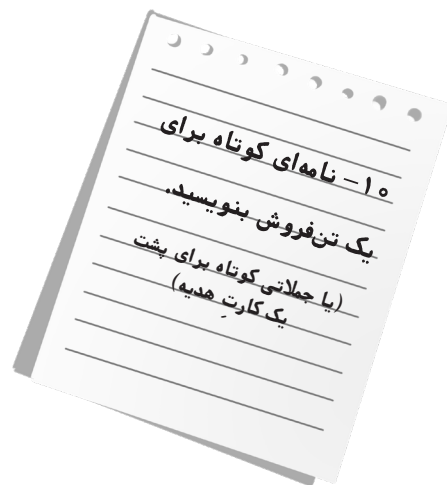 ۱۰- نامه‌ای کوتاه برای
یک تن‌فروش بنویسید.
(یا جملاتی کوتاه برای پشت
یک کارتِ هدیه)